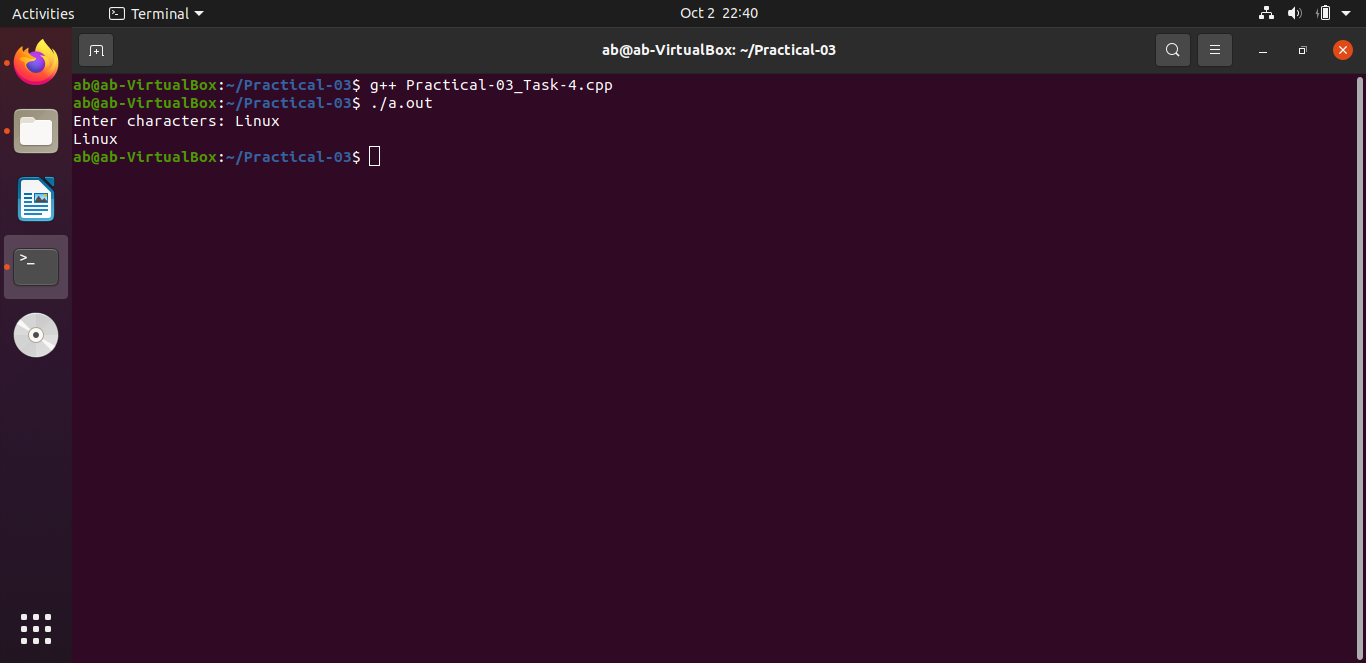 Activities
Terminal
Oct 2 22:40
ab@ab-VirtualBox: ~/Practical-03
ab@ab-VirtualBox:~/Practical-03$ g++ Practical-03_Task-4.cpp
ab@ab-VirtualBox:~/Practical-03$ ./a.out
Enter characters: Linux
Linux
ab@ab-VirtualBox:~/Practical-03$